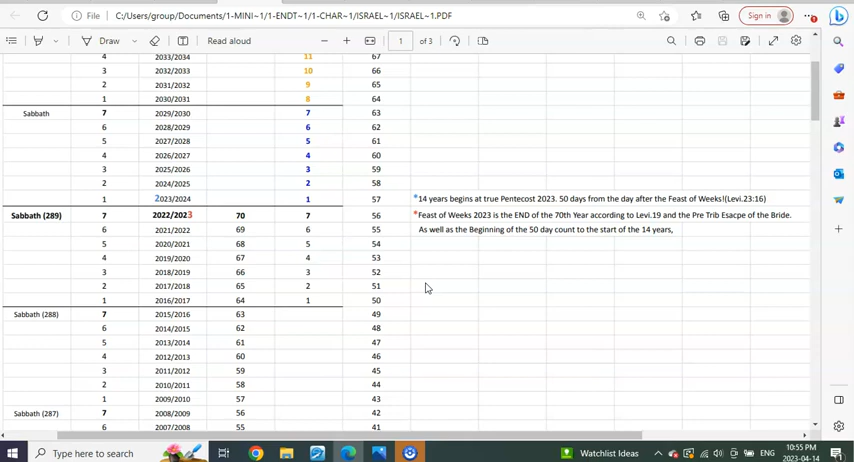 File
C:/Users/group/Documents/1-MINI~1/1-ENDT~1/1-CHAR~1/ISRAEL~1/ISRAEL~1.PDF
Sign in
Draw
Read aloud
1 of 3
4 2033/2034 11 67
3 2032/2033 10 66
2 2031/2032 9 65
1 2030/2031 8 64
Sabbath 7 2029/2030 7 63
6 2028/2029 6 62
5 2027/2028 5 61
4 2026/2027 4 60
3 2025/2026 3 59
2 2024/2025 2 58
1 2023/2024 1 57 *14 years begins at true Pentecost 2023. 50 days from the day after the Feast of Weeks!(Levi.23:16)
Sabbath (289) 7 2022/2023 70 7 56 *Feast of Weeks 2023 is the END of the 70th Year according to Levi.19 and the Pre Trib Esacpe of the Bride.
6 2021/2022 69 6 55 As well as the Beginning of the 50 day count to the start of the 14 years,
5 2020/2021 68 5 54
4 2019/2020 67 4 53
3 2018/2019 66 3 52
2 2017/2018 65 2 51
1 2016/2017 64 1 50
Sabbath (288) 7 2015/2016 63 49
6 2014/2015 62 48
5 2013/2014 61 47
4 2012/2013 60 46
3 2011/2012 59 45
2 2010/2011 58 44
1 2009/2010 57 43
Sabbath (287) 7 2008/2009 56 42
6 2007/2008 55 41
Type here to search
Watchlist Ideas
ENG
10:55 PM
2023-04-14